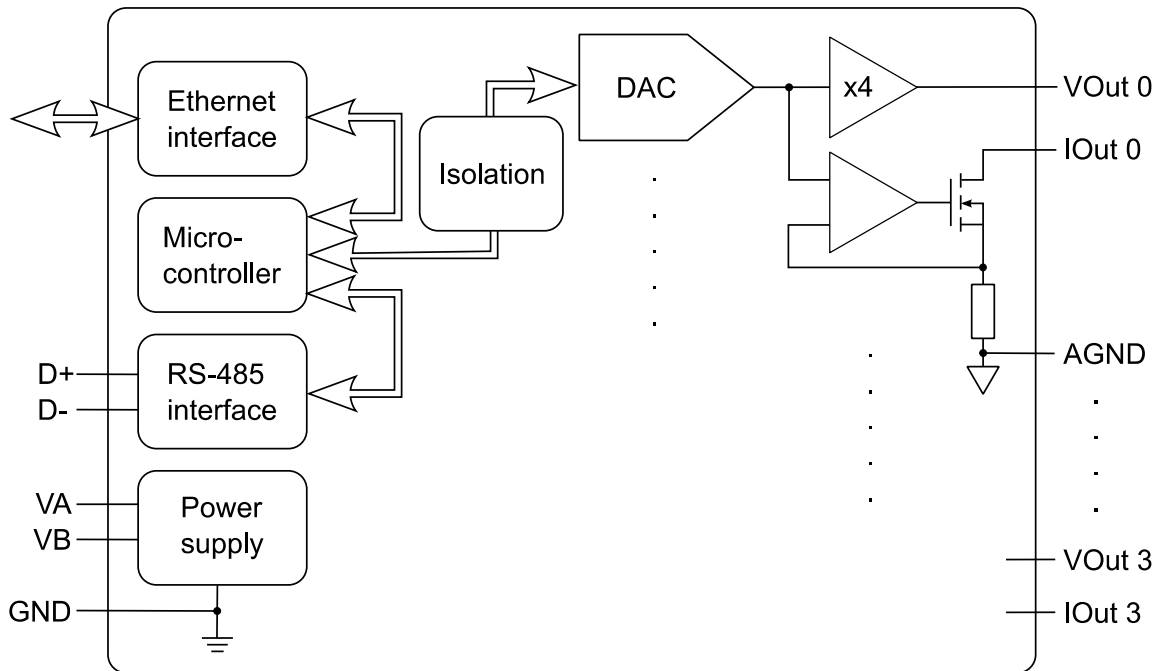 Ethernet
interface
Micro-
controller
RS-485
interface
Power
supply
D+
D-
VA
VB
GND
Isolation
DAC
x4
VOut 0
IOut 0
AGND
VOut 3
IOut 3